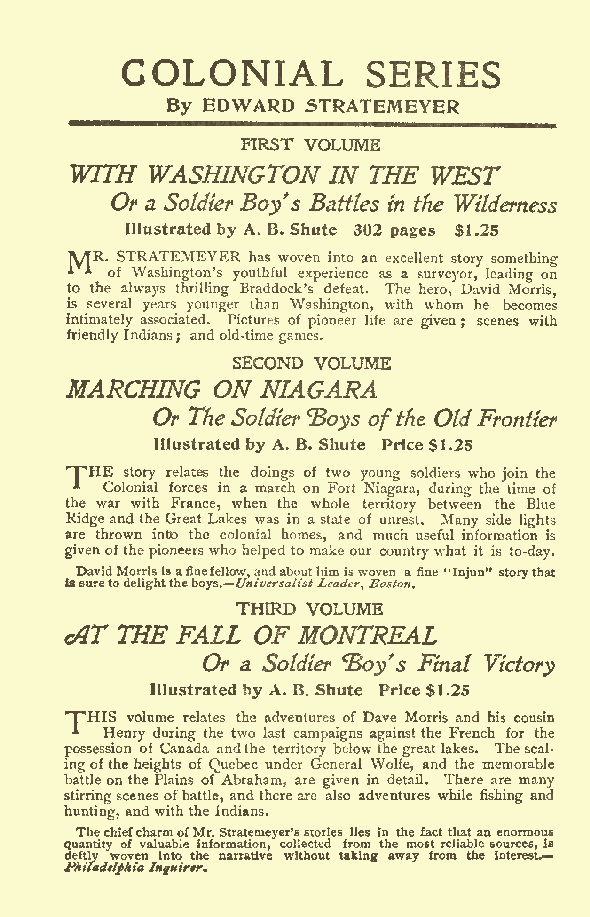 COLONIAL SERIES
By EDWARD STRATEMEYER
FIRST VOLUME
WITH WASHINGTON IN THE WEST
Or a Soldier Boy's Battles in the Wilderness
Illustrated by A. B. Shute 302 pages $1.25
MR. STRATEMEYER has woven into an excellent story something
of Washington's youthful experience as a surveyor, leading on
to the always thrilling Braddock's defeat. The hero, David Morris,
is several years younger than Washington, with whom he becomes
intimately associated. Pictures of pioneer life are given; scenes with
friendly Indians; and old-time games.
SECOND VOLUME
MARCHING ON NIAGARA
Or The Soldier Boys of the Old Frontier
Illustrated by A. B. Shute Price $1.25
THE story relates the doings of two young soldiers who join the
Colonial forces in a march on Fort Niagara, during the time of
the war with France, when the whole territory between the Blue
Ridge and the Great Lakes was in a state of unrest. Many side lights
are thrown into the colonial homes, and much useful information is
given of the pioneers who helped to make our country what it is to-day.
David Morris is a fine fellow, and about him is woven a fine "Injun" story that
is sure to delight the boys.—Universalist Leader, Boston.
THIRD VOLUME
AT THE FALL OF MONTREAL
Or a Soldier Boy's Final Victory
Illustrated by A. B. Shute Price $1.25
THIS volume relates the adventures of Dave Morris and his cousin
Henry during the two last campaigns against the French for the
possession of Canada and the territory below the great lakes. The scal-
ing of the heights of Quebec under General Wolfe, and the memorable
battle on the Plains of Abraham, are given in detail. There are many
stirring scenes of battle, and there are also adventures while fishing and
hunting, and with the Indians.
The chief charm of Mr. Stratemeyer's stories lies in the fact that an enormous
quantity of valuable information, collected from the most reliable sources, is
deftly woven into the narrative without taking away from the interest.—
Philadelphia Inquirer.